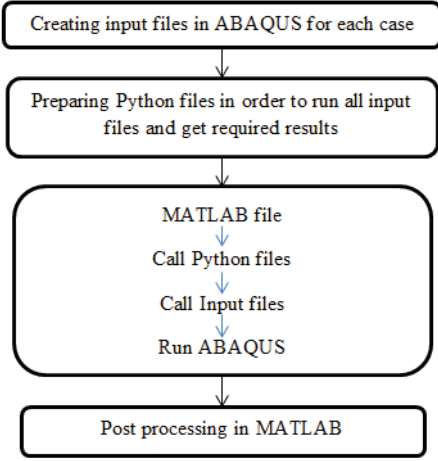 Creating input files in ABAQUS for each case
Preparing Python files in order to run all input
files and get required results
MATLAB file
Call Python files
Call Input files
Run ABAQUS
Post processing in MATLAB